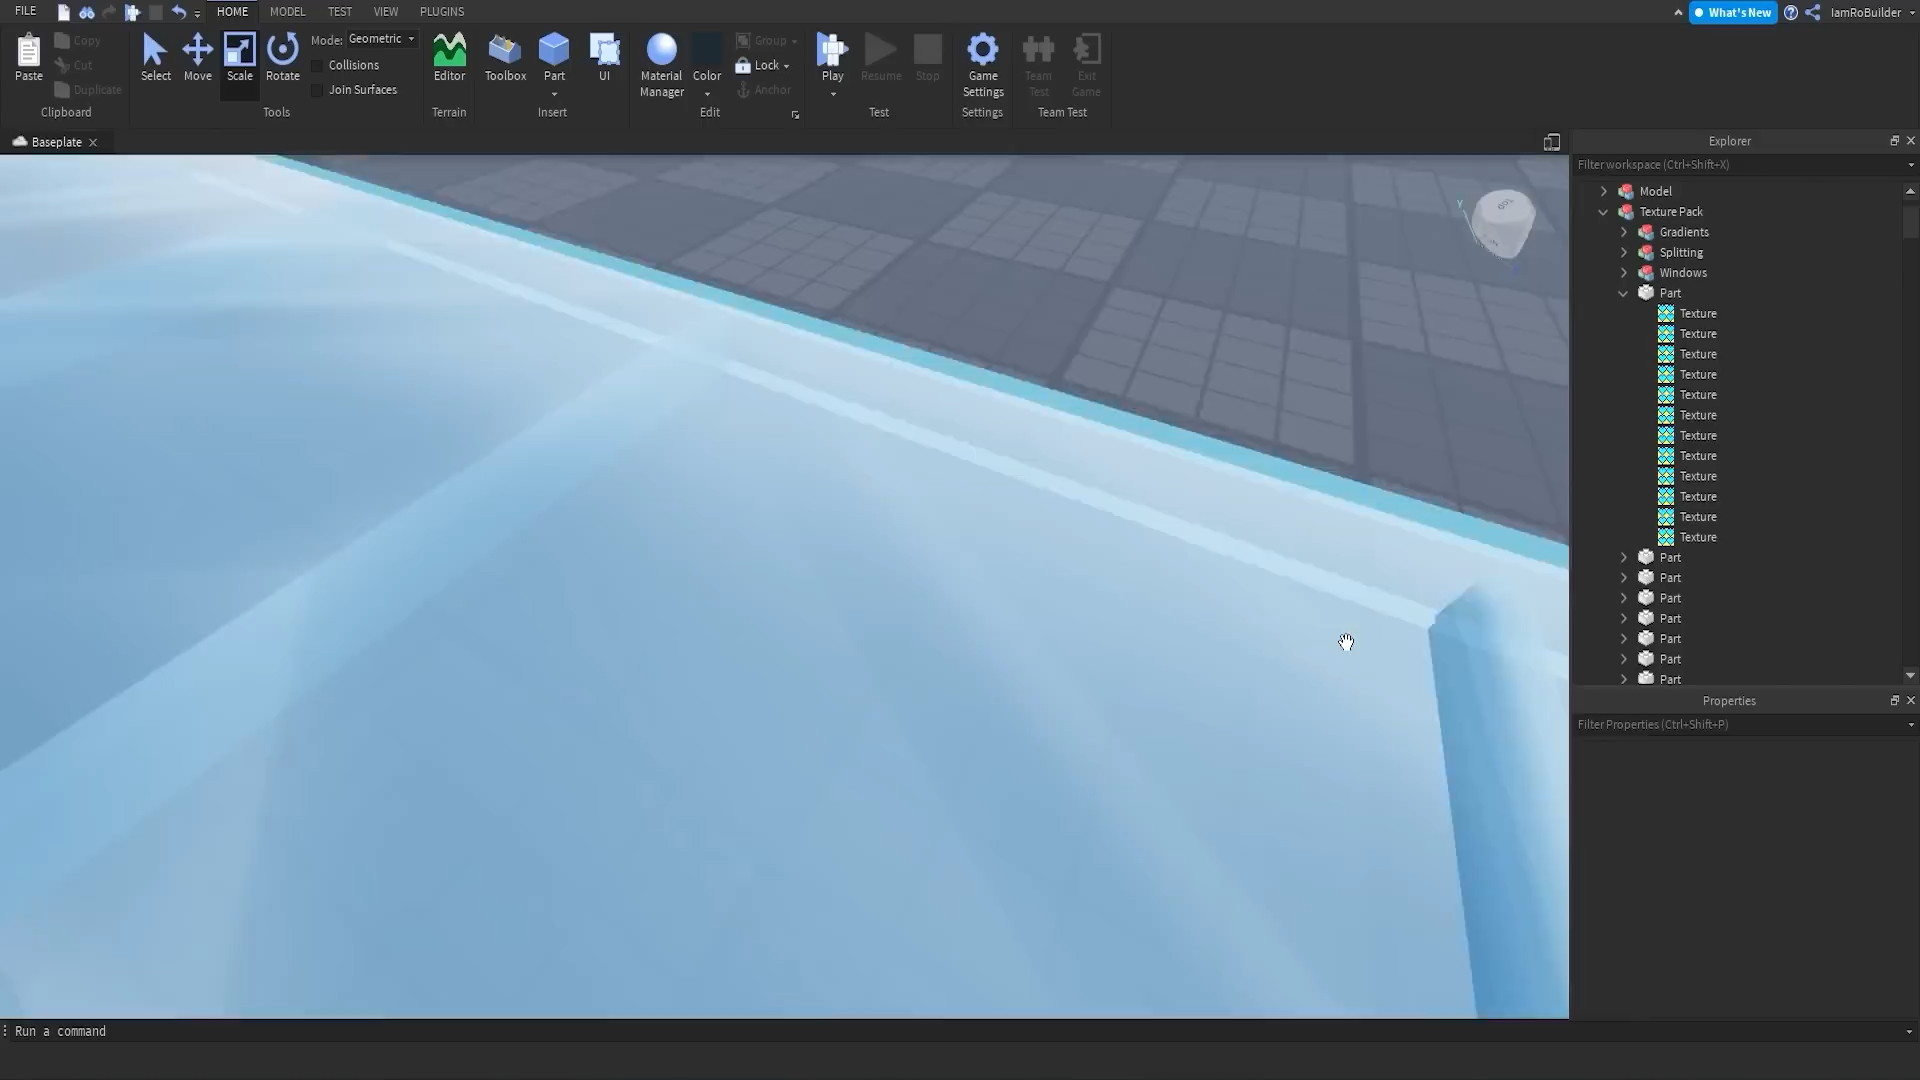 FILE
HOME
MODEL
TEST
VIEW
PLUGINS
What's New
IamRoBuilder
Paste
Copy
Cut
Duplicate
Clipboard
Select
Move
Scale
Rotate
Mode: Geometric
Collisions
Join Surfaces
Tools
Editor
Terrain
Toolbox
Part
UI
Insert
Material
Manager
Color
Group
Lock
Anchor
Edit
Play
Resume
Stop
Test
Game
Settings
Settings
Team
Test
Exit
Game
Team Test
Baseplate
Explorer
Filter workspace (Ctrl+Shift+X)
Model
Texture Pack
Gradients
Splitting
Windows
Part
Texture
Texture
Texture
Texture
Texture
Texture
Texture
Texture
Texture
Texture
Texture
Texture
Part
Part
Part
Part
Part
Part
Part
Properties
Filter Properties (Ctrl+Shift+P)
Y
Run a command